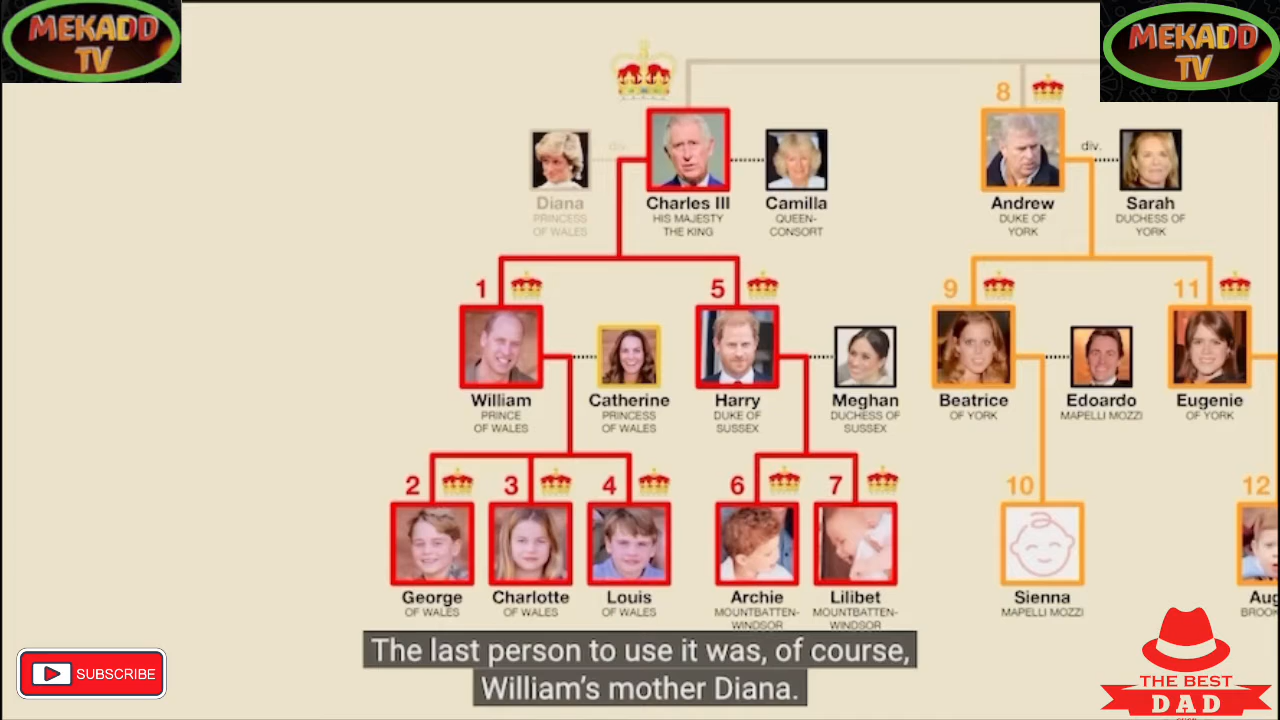 MEKADD
TV
MEKADD
TV
8
div.
div.
Diana
PRINCESS
OF WALES
Charles III
HIS MAJESTY
THE KING
Camilla
QUEEN-
CONSORT
Andrew
DUKE OF
YORK
Sarah
DUCHESS OF
YORK
1
5
9
11
William
PRINCE
OF WALES
Catherine
PRINCESS
OF WALES
Harry
DUKE OF
SUSSEX
Meghan
DUCHESS OF
SUSSEX
Beatrice
OF YORK
Edoardo
MAPELLI MOZZI
Eugenie
OF YORK
2
3
4
6
7
10
12
George
OF WALES
Charlotte
OF WALES
Louis
OF WALES
Archie
MOUNTBATTEN-
WINDSOR
Lilibet
MOUNTBATTEN-
WINDSOR
Sienna
MAPELLI MOZZI
Aug
BROOK
The last person to use it was, of course,
William's mother Diana.
SUBSCRIBE
THE BEST
DAD